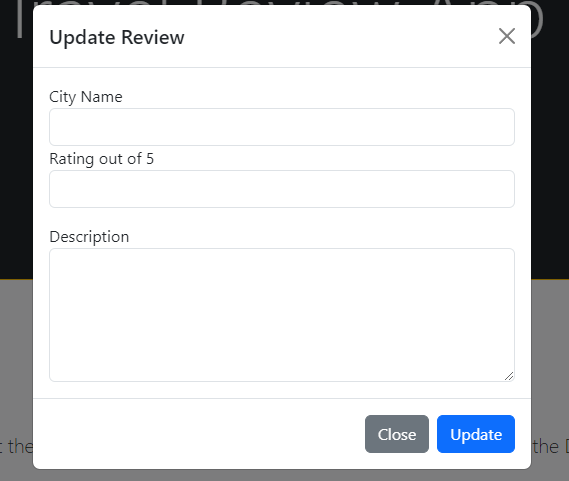 Travel Review App
Update Review
City Name
Rating out of 5
Description
Close
Update
the
the